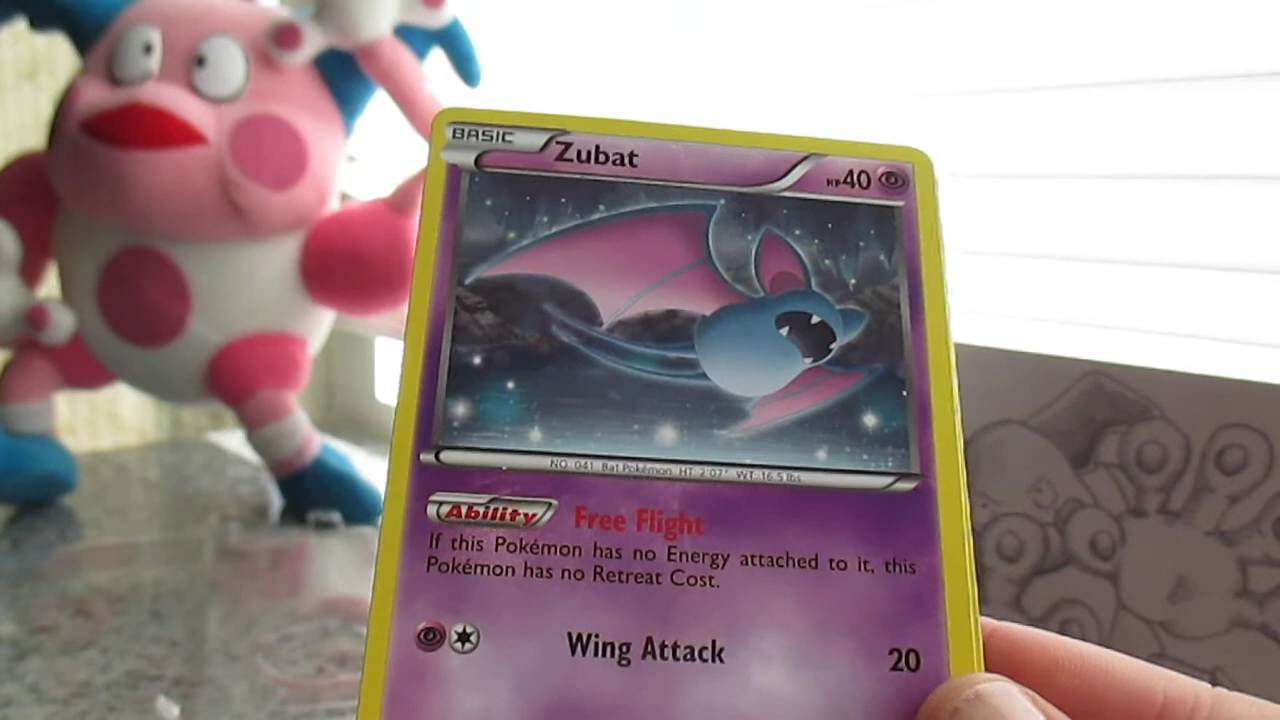 BASIC Zubat HP40
NO. 041 Bat Pokémon HT: 2'07" WT: 16.5 lbs
Ability Free Flight
If this Pokémon has no Energy attached to it, this
Pokémon has no Retreat Cost.
Wing Attack 20